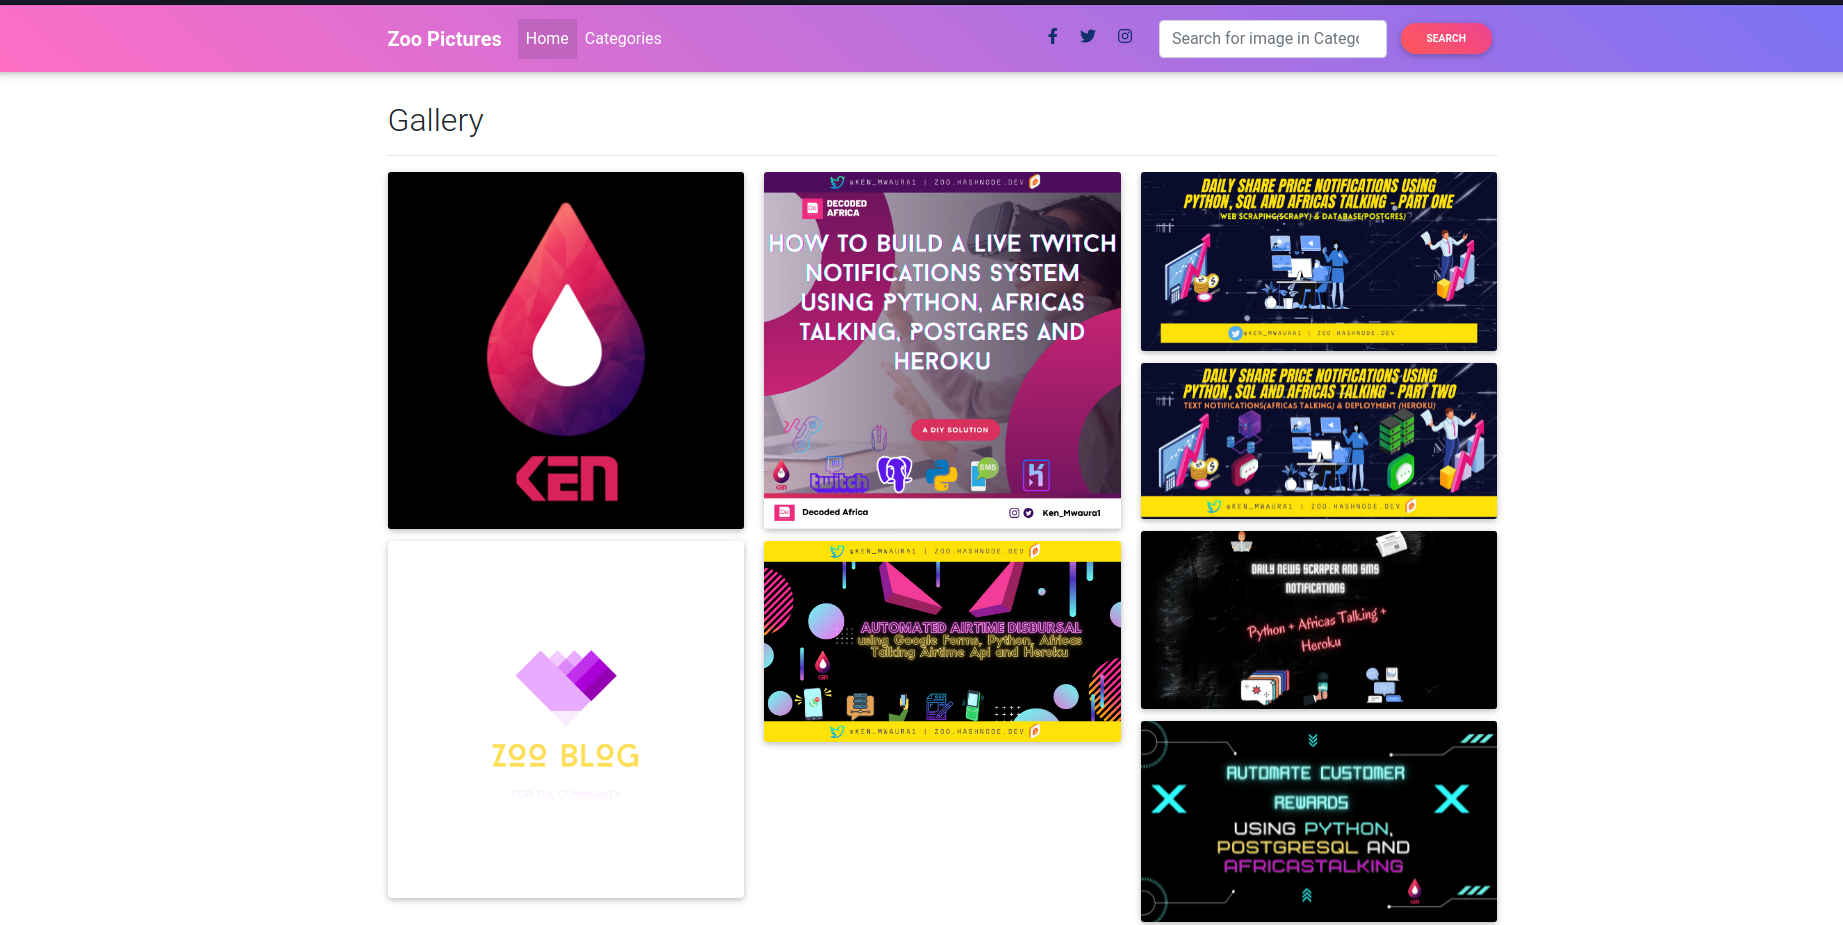 Zoo Pictures
Home
Categories
Search for image in Catego
SEARCH
Gallery
KEN
ZOO BLOG
FOR THE COMMUNITY
@KEN_MWAURA1 | ZOO.HASHNODE.DEV
DECODED
AFRICA
HOW TO BUILD A LIVE TWITCH
NOTIFICATIONS SYSTEM
USING PYTHON, AFRICAS
TALKING, POSTGRES AND
HEROKU
A DIY SOLUTION
KEN
twitch
SMS
Decoded Africa
Ken_Mwaura1
@KEN_MWAURA1 | ZOO.HASHNODE.DEV
AUTOMATED AIRTIME DISBURSAL
using Google Forms, Python, Africas
Talking Airtime Api and Heroku
KEN
@KEN_MWAURA1 | ZOO.HASHNODE.DEV
DAILY SHARE PRICE NOTIFICATIONS USING
PYTHON, SQL AND AFRICAS TALKING - PART ONE
WEB SCRAPING(SCRAPY) & DATABASE(POSTGRES)
@KEN_MWAURA1 | ZOO.HASHNODE.DEV
DAILY SHARE PRICE NOTIFICATIONS USING
PYTHON, SQL AND AFRICAS TALKING - PART TWO
TEXT NOTIFICATIONS(AFRICAS TALKING) & DEPLOYMENT (HEROKU)
@KEN_MWAURA1 | ZOO.HASHNODE.DEV
DAILY NEWS SCRAPER AND SMS
NOTIFICATIONS
Python + Africas Talking +
Heroku
AUTOMATE CUSTOMER
REWARDS
USING PYTHON,
POSTGRESQL AND
AFRICASTALKING
KEN